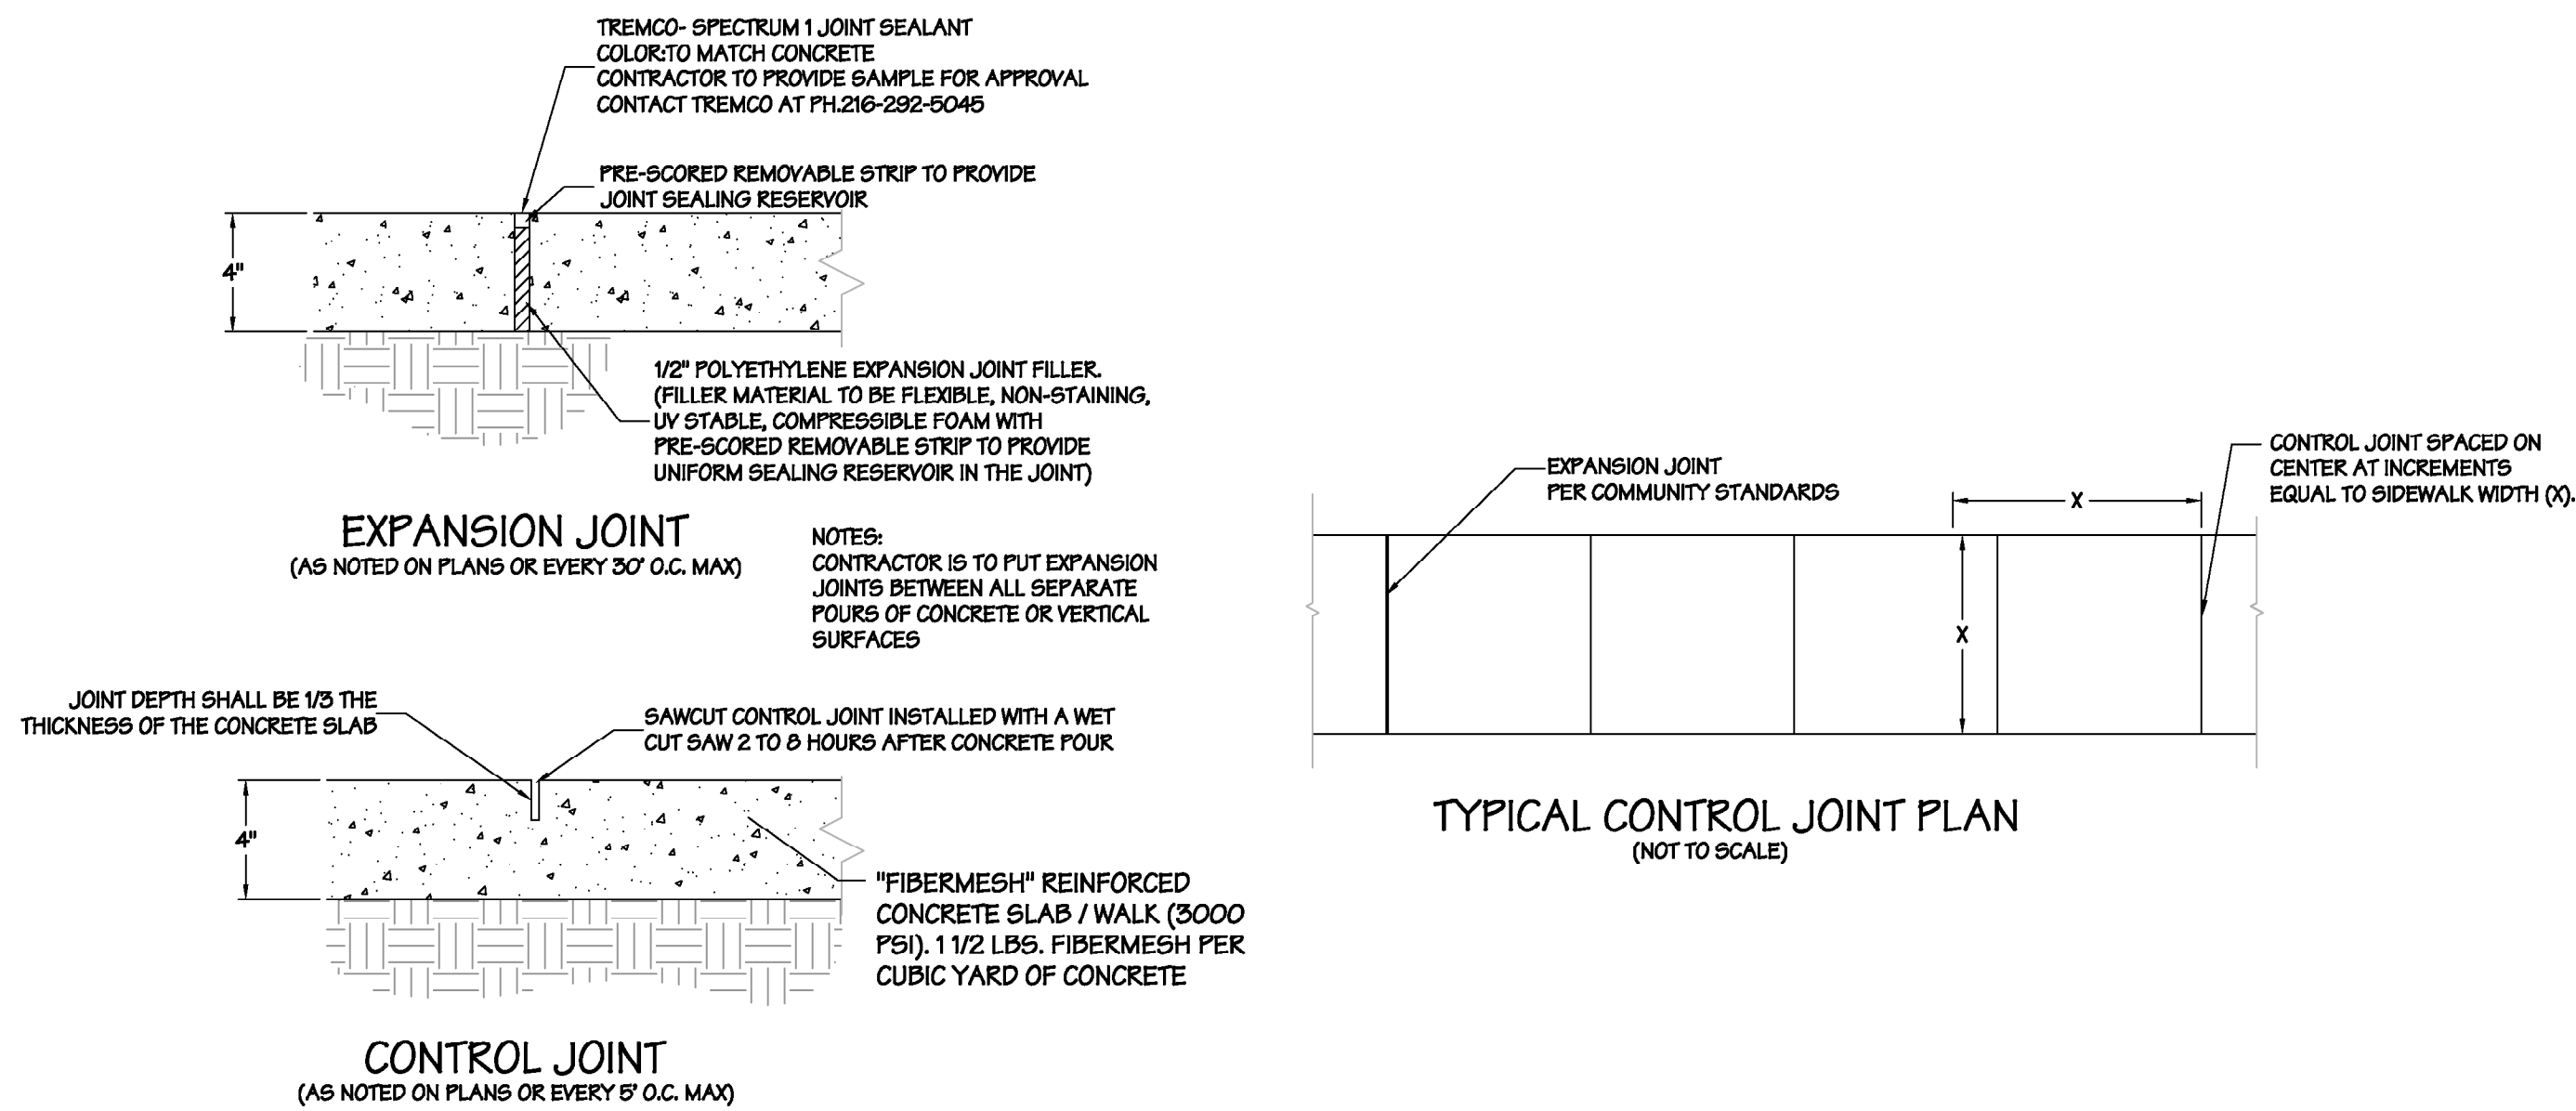 TREMCO- SPECTRUM 1 JOINT SEALANT
COLOR:TO MATCH CONCRETE
CONTRACTOR TO PROVIDE SAMPLE FOR APPROVAL
CONTACT TREMCO AT PH.216-292-5045
PRE-SCORED REMOVABLE STRIP TO PROVIDE
JOINT SEALING RESERVOIR
4"
1/2" POLYETHYLENE EXPANSION JOINT FILLER.
(FILLER MATERIAL TO BE FLEXIBLE, NON-STAINING,
UV STABLE, COMPRESSIBLE FOAM WITH
PRE-SCORED REMOVABLE STRIP TO PROVIDE
UNIFORM SEALING RESERVOIR IN THE JOINT)
EXPANSION JOINT
(AS NOTED ON PLANS OR EVERY 30' O.C. MAX)
NOTES:
CONTRACTOR IS TO PUT EXPANSION
JOINTS BETWEEN ALL SEPARATE
POURS OF CONCRETE OR VERTICAL
SURFACES
JOINT DEPTH SHALL BE 1/3 THE
THICKNESS OF THE CONCRETE SLAB
SAWCUT CONTROL JOINT INSTALLED WITH A WET
CUT SAW 2 TO 8 HOURS AFTER CONCRETE POUR
4"
"FIBERMESH" REINFORCED
CONCRETE SLAB / WALK (3000
PSI). 1 1/2 LBS. FIBERMESH PER
CUBIC YARD OF CONCRETE
CONTROL JOINT
(AS NOTED ON PLANS OR EVERY 5' O.C. MAX)
EXPANSION JOINT
PER COMMUNITY STANDARDS
CONTROL JOINT SPACED ON
CENTER AT INCREMENTS
EQUAL TO SIDEWALK WIDTH (X).
X
X
TYPICAL CONTROL JOINT PLAN
(NOT TO SCALE)